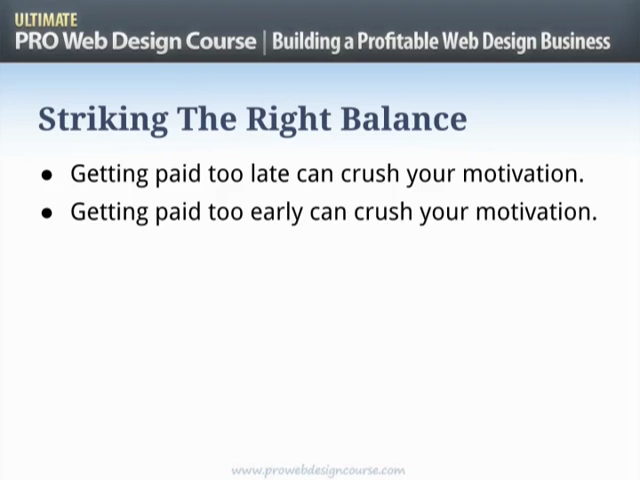 ULTIMATE
PRO Web Design Course | Building a Profitable Web Design Business
Striking The Right Balance
● Getting paid too late can crush your motivation.
● Getting paid too early can crush your motivation.
www.prowebdesigncourse.com